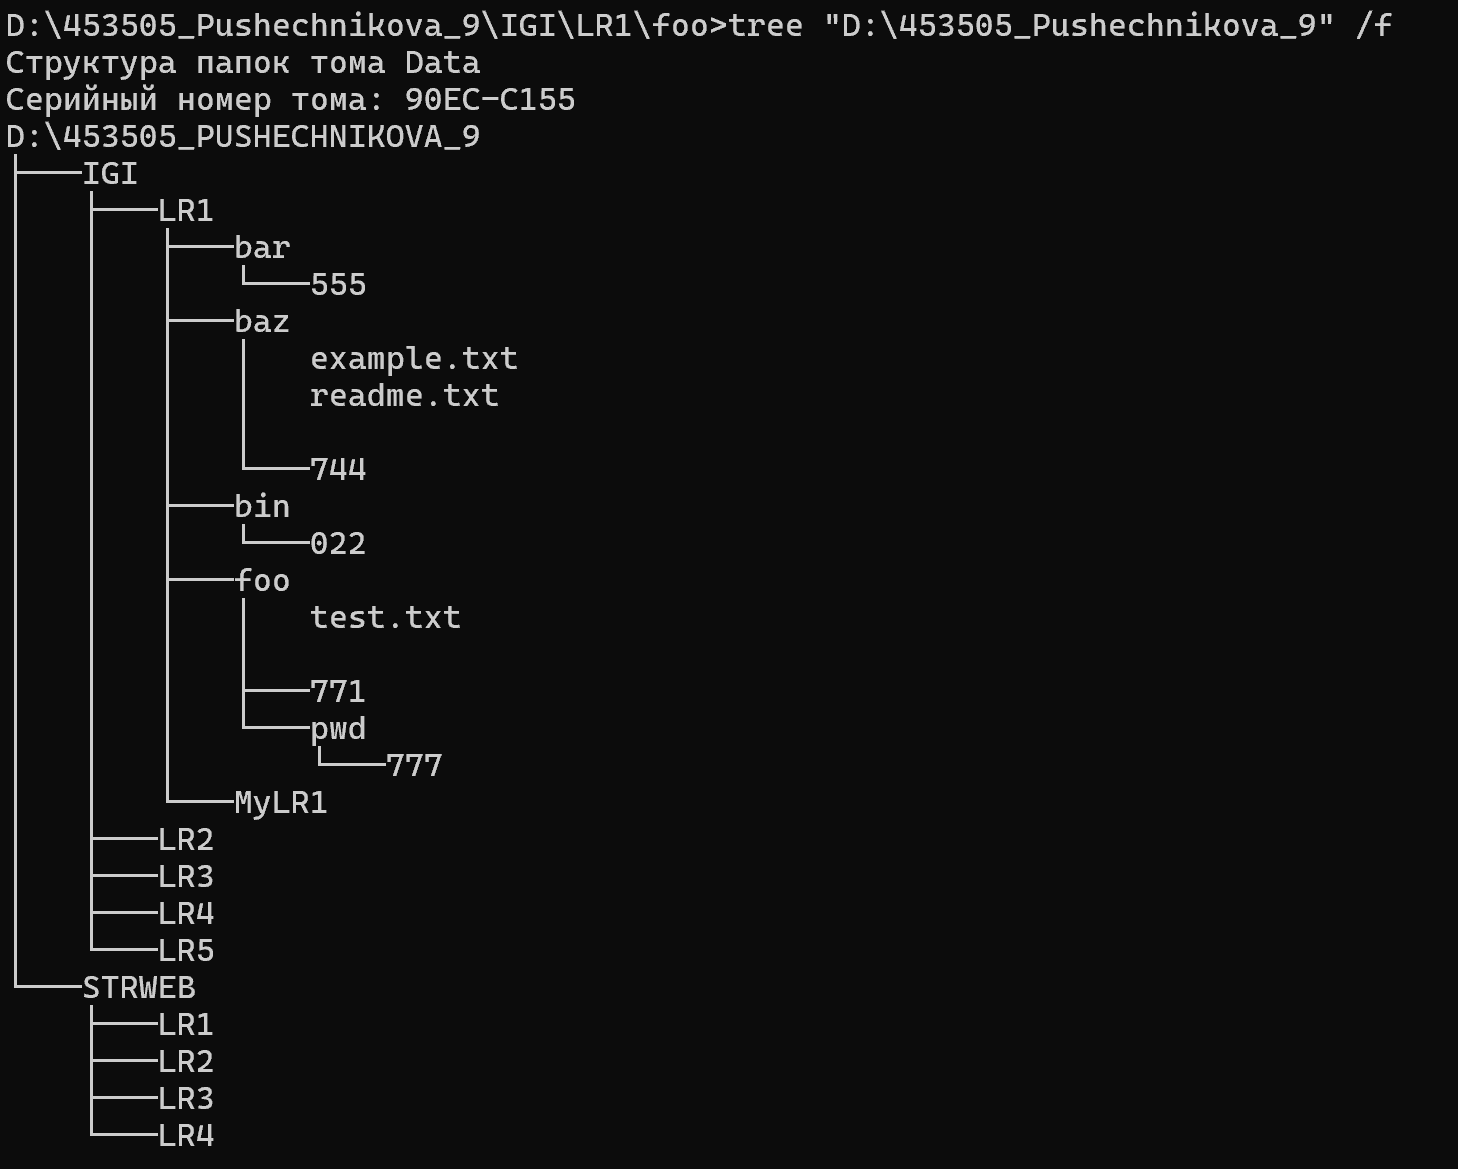 D:\453505_Pushechnikova_9\IGI\LR1\foo>tree "D:\453505_Pushechnikova_9" /f
Структура папок тома Data
Серийный номер тома: 90EC-C155
D:\453505_PUSHECHNIKOVA_9
├───IGI
│   ├───LR1
│   │   ├───bar
│   │   │   └───555
│   │   ├───baz
│   │   │   │   example.txt
│   │   │   │   readme.txt
│   │   │   │
│   │   │   └───744
│   │   ├───bin
│   │   │   └───022
│   │   ├───foo
│   │   │   │   test.txt
│   │   │   │
│   │   │   ├───771
│   │   │   └───pwd
│   │   │       └───777
│   │   └───MyLR1
│   ├───LR2
│   ├───LR3
│   ├───LR4
│   └───LR5
└───STRWEB
    ├───LR1
    ├───LR2
    ├───LR3
    └───LR4